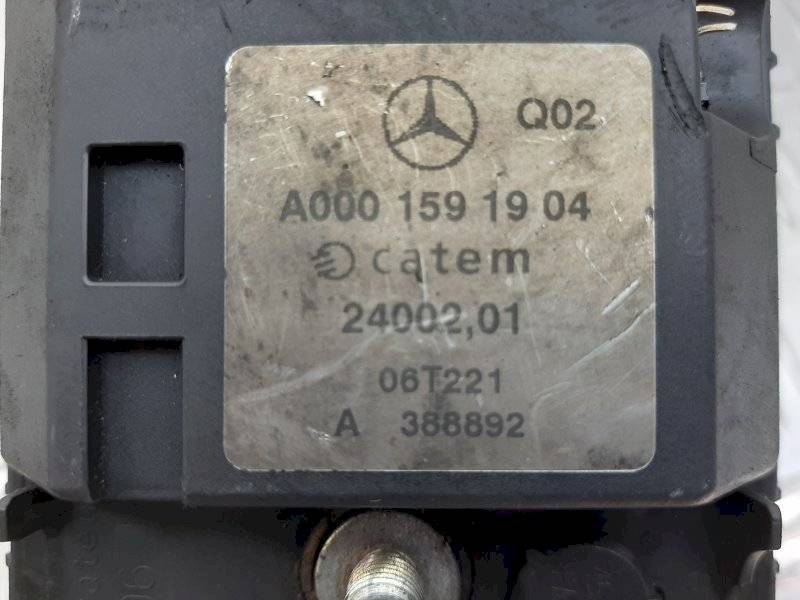 Q02
A000 159 19 04
catem
24002,01
06T221
A 388892